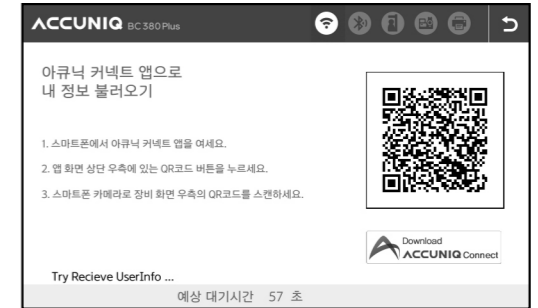 ACCUNIQ BC380Plus
아큐닉 커넥트 앱으로
내 정보 불러오기
1. 스마트폰에서 아큐닉 커넥트 앱을 여세요.
2. 앱 화면 상단 우측에 있는 QR코드 버튼을 누르세요.
3. 스마트폰 카메라로 장비 화면 우측의 QR코드를 스캔하세요.
Download
ACCUNIQ Connect
Try Recieve UserInfo ...
예상 대기시간 57 초